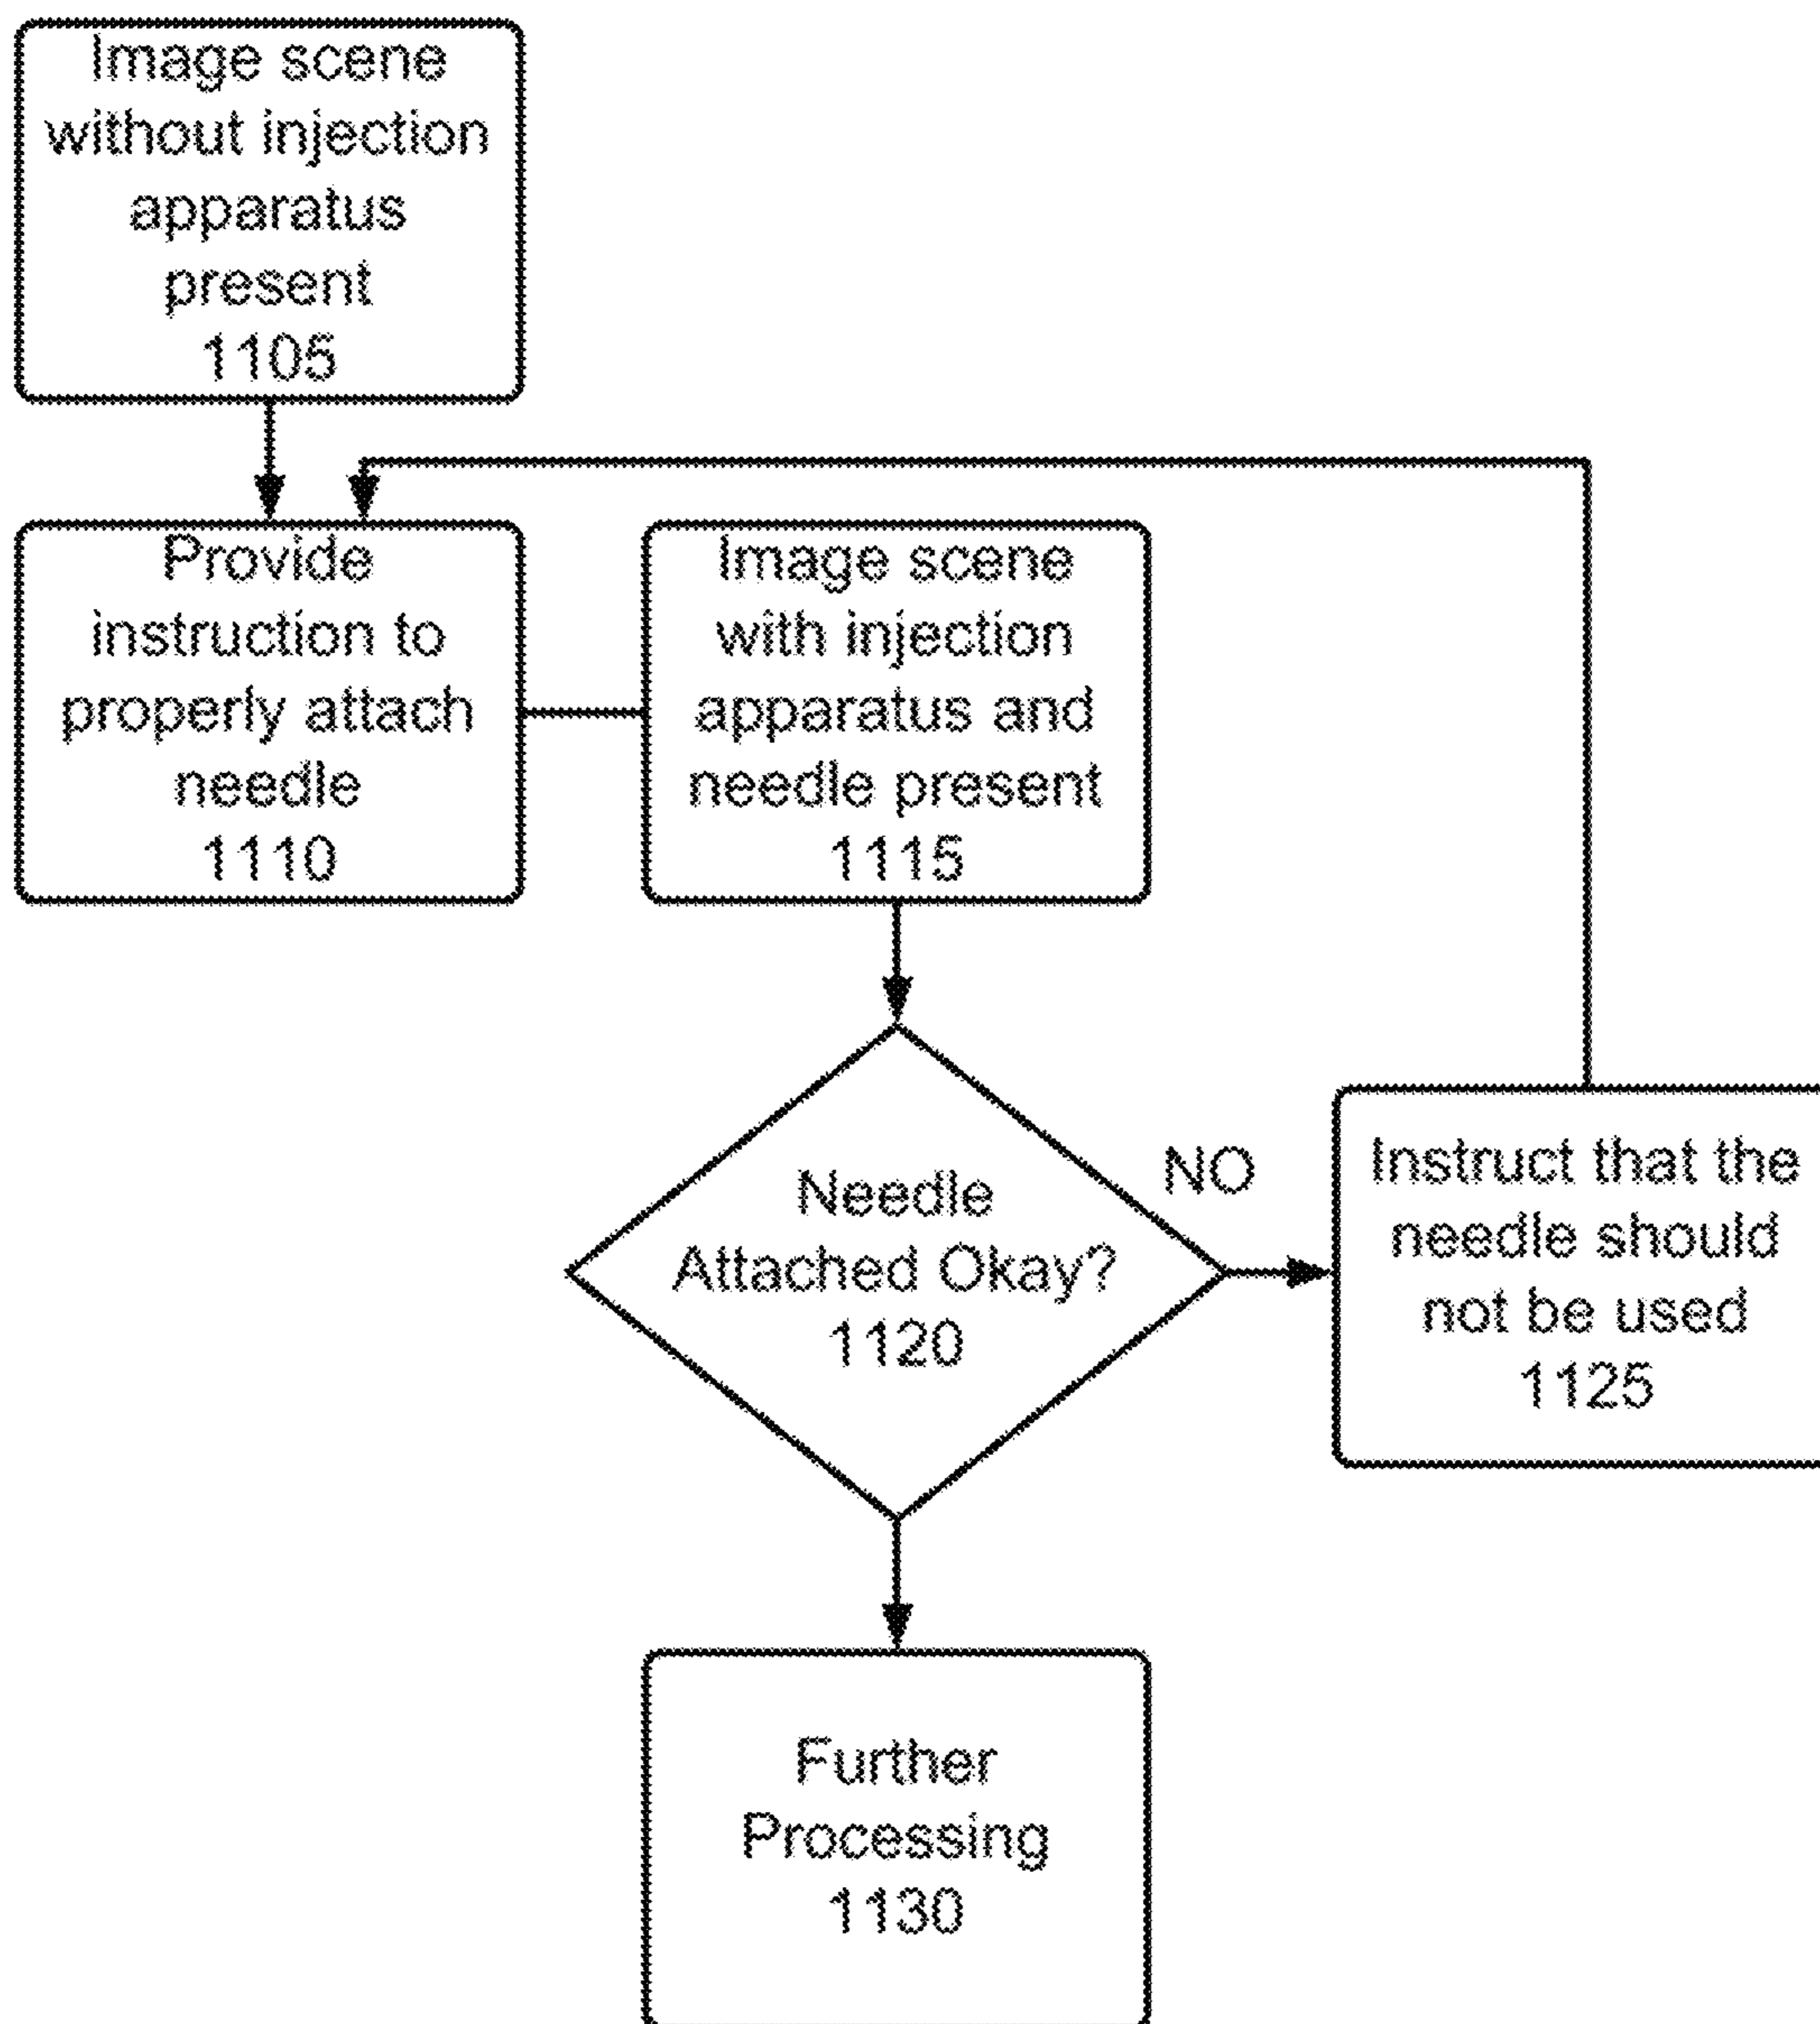 Image scene
without injection
apparatus
present
1105
Provide
instruction to
properly attach
needle
1110
Image scene
with injection
apparatus and
needle present
1115
Needle
Attached Okay?
1120
NO
Instruct that the
needle should
not be used
1125
Further
Processing
1130